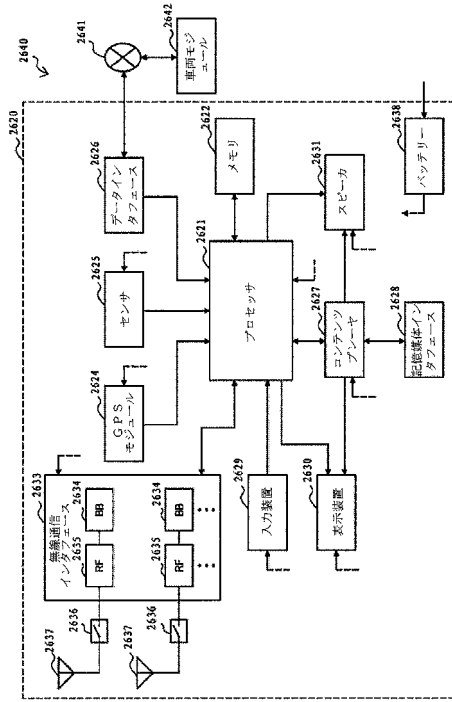 2640
2620
2641
2642
車両モジュール
2626
データインタフェース
2622
メモリ
2631
スピーカ
2638
バッテリー
2625
センサ
2621
プロセッサ
2627
コンテンツ
プレーヤ
2628
記憶媒体イン
タフェース
2624
GPS
モジュール
2633
無線通信
インタフェース
2634
BB
2635
RF
2636
2637
2634
BB
2635
RF
2636
2637
2629
入力装置
2630
表示装置